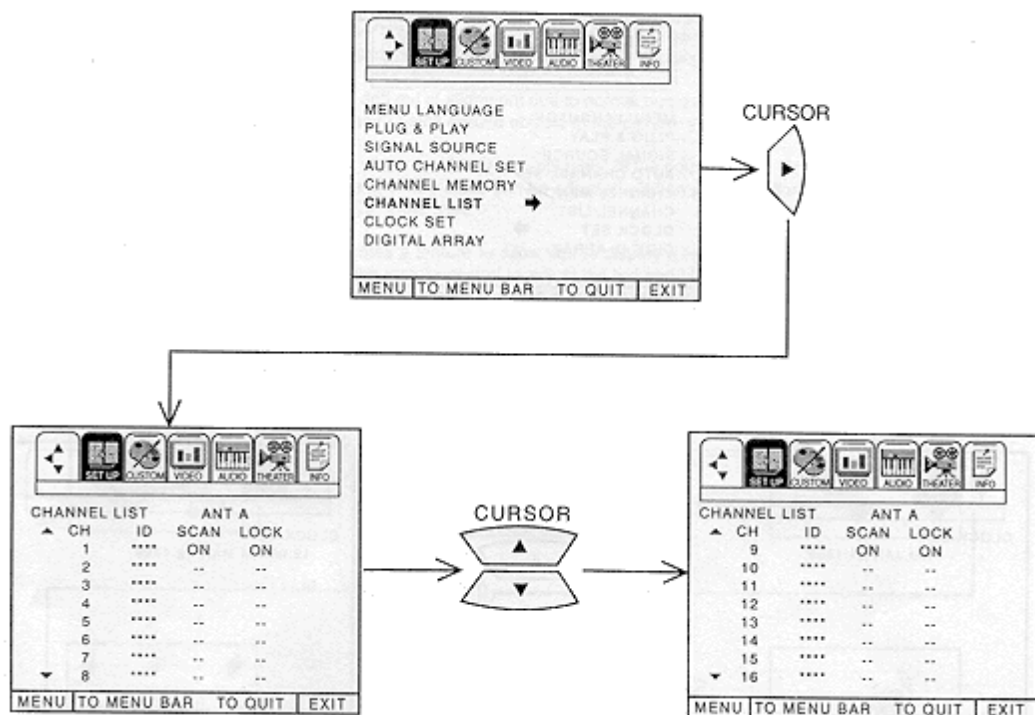 SET UP CUSTOM VIDEO AUDIO THEATER INFO
MENU LANGUAGE
PLUG & PLAY
SIGNAL SOURCE
AUTO CHANNEL SET
CHANNEL MEMORY
CHANNEL LIST
CLOCK SET
DIGITAL ARRAY
MENU TO MENU BAR TO QUIT EXIT
CURSOR
SET UP CUSTOM VIDEO AUDIO THEATER INFO
CHANNEL LIST ANT A
CH ID SCAN LOCK
1 **** ON ON
2 **** -- --
3 **** -- --
4 **** -- --
5 **** -- --
6 **** -- --
7 **** -- --
8 **** -- --
MENU TO MENU BAR TO QUIT EXIT
CURSOR
SET UP CUSTOM VIDEO AUDIO THEATER INFO
CHANNEL LIST ANT A
CH ID SCAN LOCK
9 **** ON ON
10 **** -- --
11 **** -- --
12 **** -- --
13 **** -- --
14 **** -- --
15 **** -- --
16 **** -- --
MENU TO MENU BAR TO QUIT EXIT